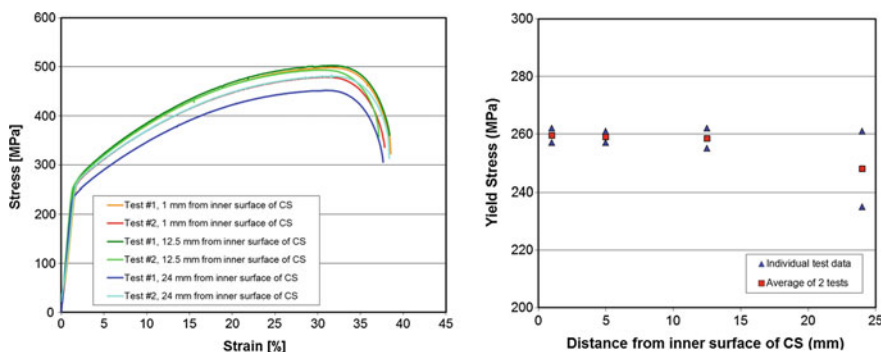 600
500
400
300
200
100
0
Stress [MPa]
Test #1, 1 mm from inner surface of CS
Test #2, 1 mm from inner surface of CS
Test #1, 12.5 mm from inner surface of CS
Test #2, 12.5 mm from inner surface of CS
Test #1, 24 mm from inner surface of CS
Test #2, 24 mm from inner surface of CS
0 5 10 15 20 25 30 35 40 45
Strain [%]
300
280
260
240
220
200
Yield Stress (MPa)
Individual test data
Average of 2 tests
0 5 10 15 20 25
Distance from inner surface of CS (mm)